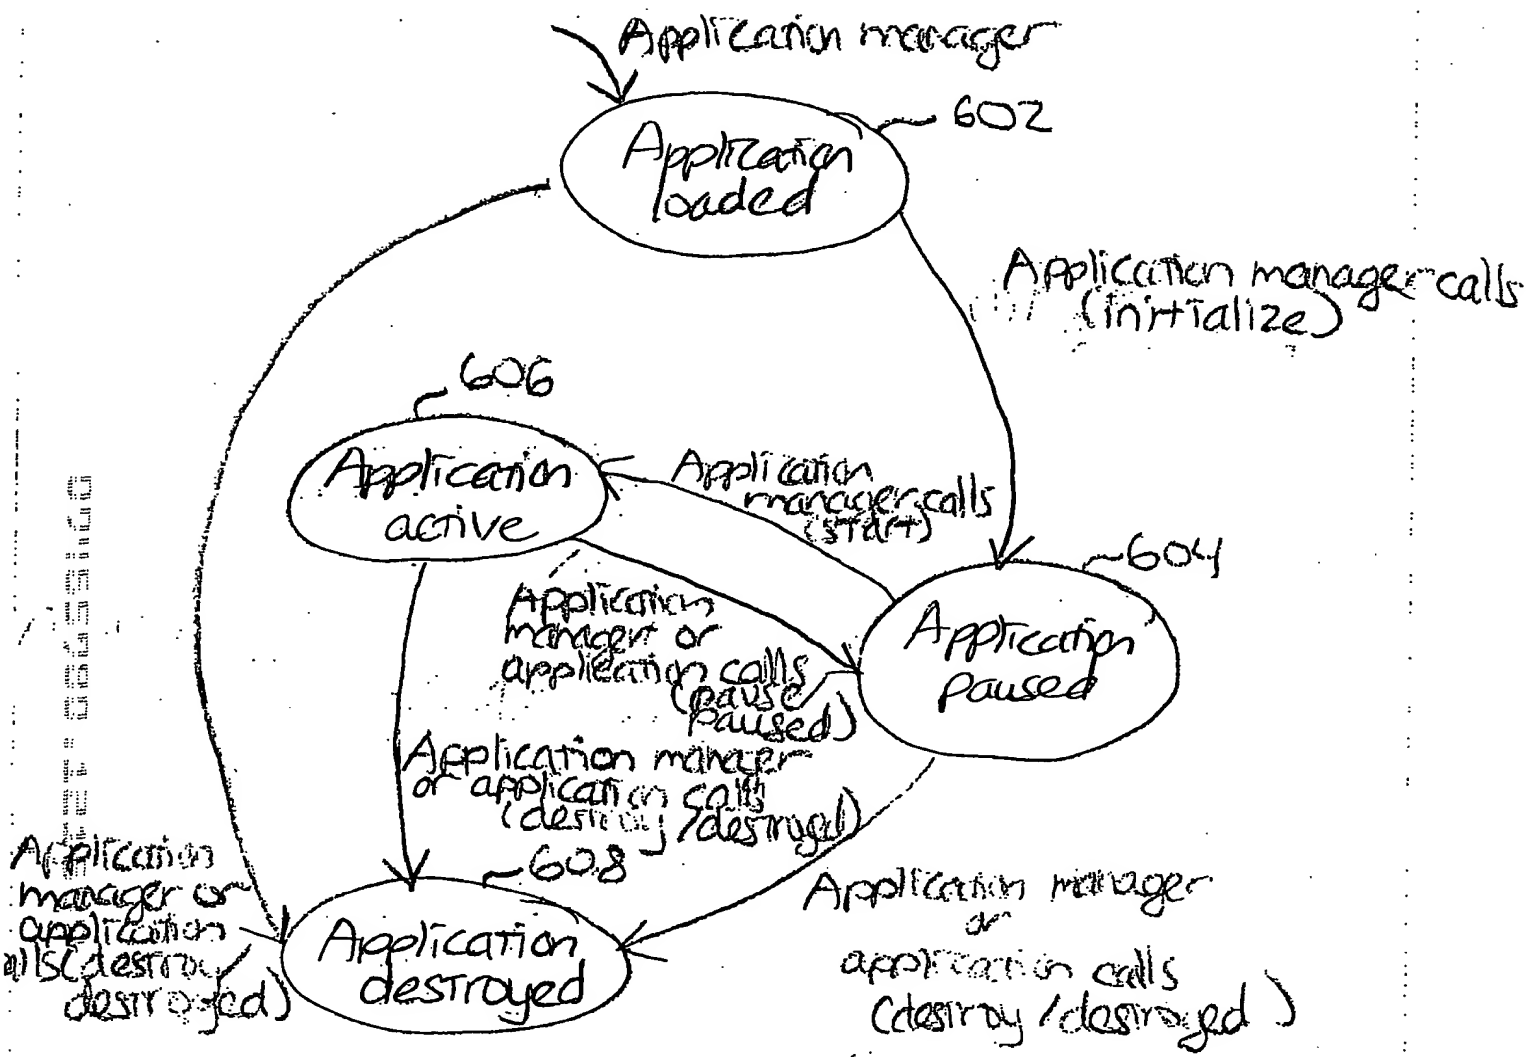 Application manager
602
Application
loaded
Application manager calls
(initialize)
606
Application
active
Application
manager calls
(start)
604
Application
paused
Application
manager or
application calls
(pause/
paused)
Application manager
or application calls
(destroy/destroyed)
608
Application
destroyed
Application
manager or
application
calls(destroy/
destroyed)
Application manager
or
application calls
(destroy/destroyed)